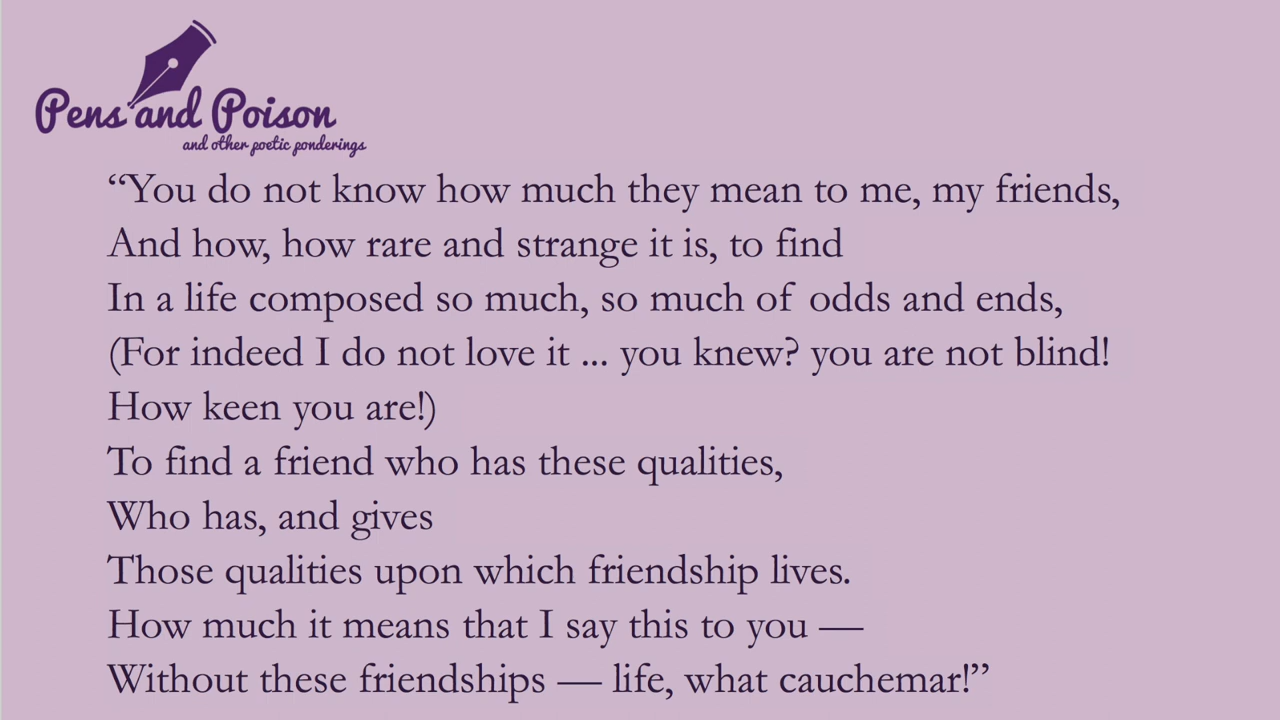 Pens and Poison
and other poetic ponderings
“You do not know how much they mean to me, my friends,
And how, how rare and strange it is, to find
In a life composed so much, so much of odds and ends,
(For indeed I do not love it ... you knew? you are not blind!
How keen you are!)
To find a friend who has these qualities,
Who has, and gives
Those qualities upon which friendship lives.
How much it means that I say this to you —
Without these friendships — life, what cauchemar!”